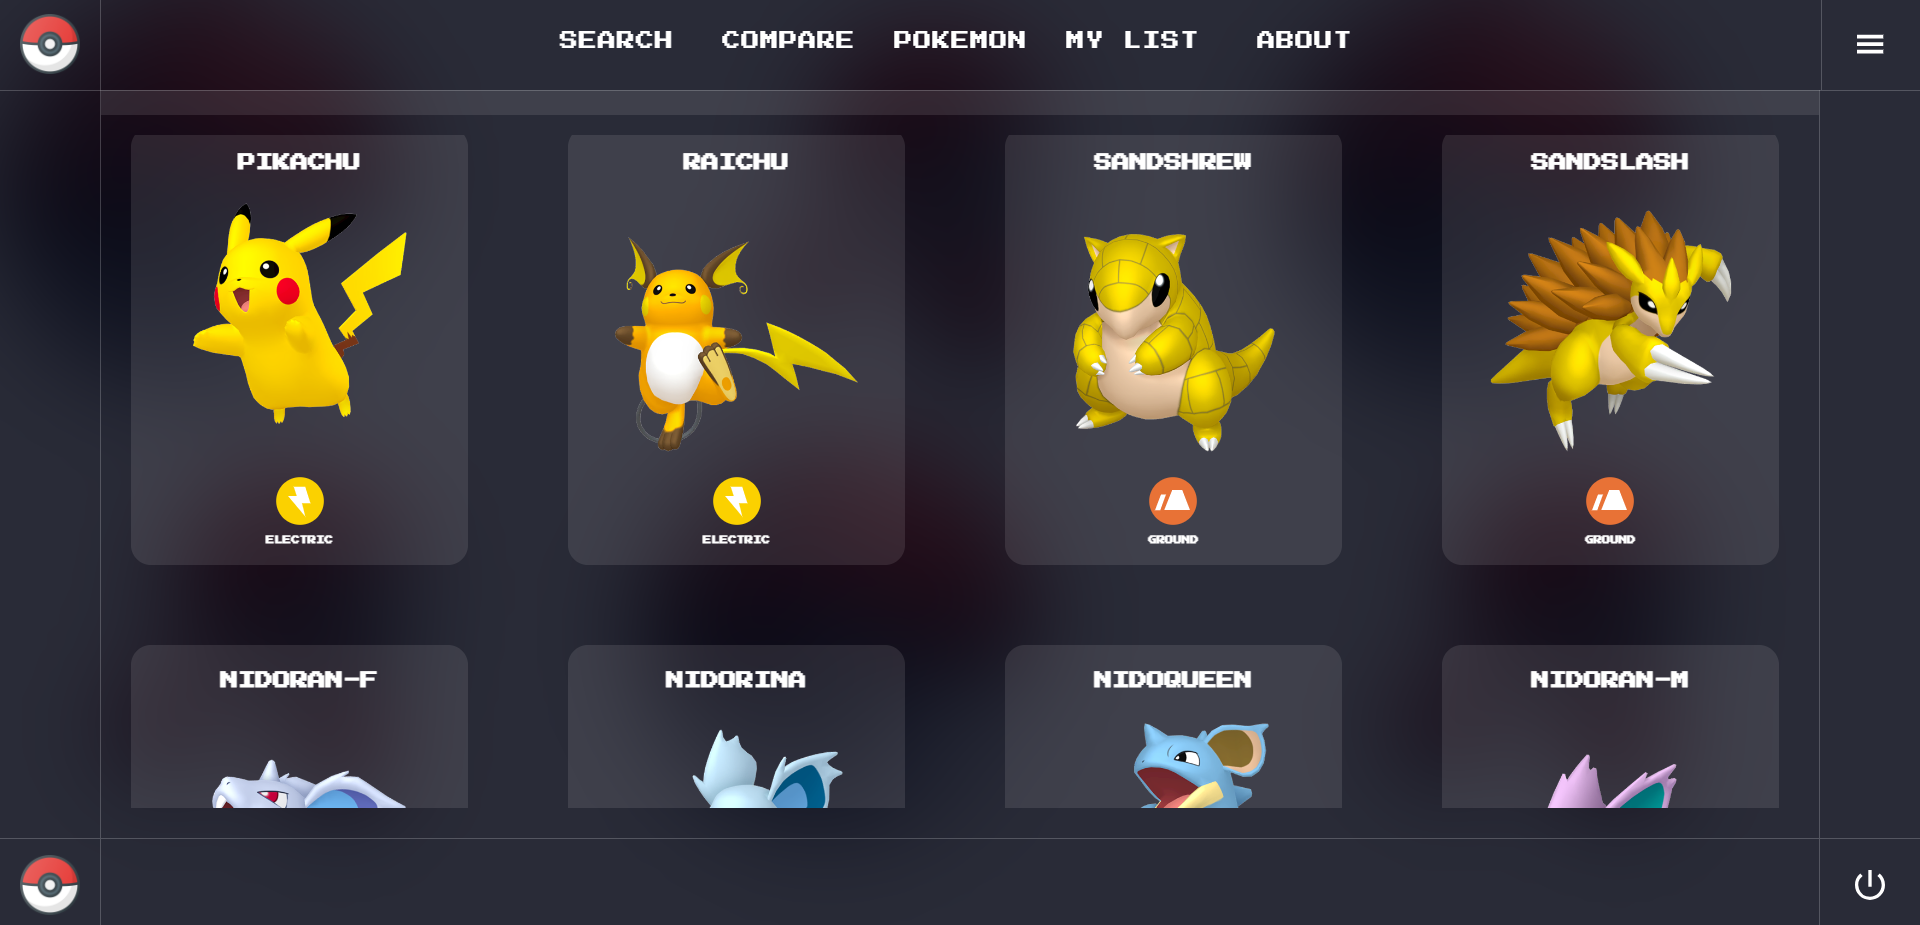 SEARCH COMPARE POKEMON MY LIST ABOUT
PIKACHU RAICHU SANDSHREW SANDSLASH
ELECTRIC ELECTRIC GROUND GROUND
NIDORAN-F NIDORINA NIDOQUEEN NIDORAN-M